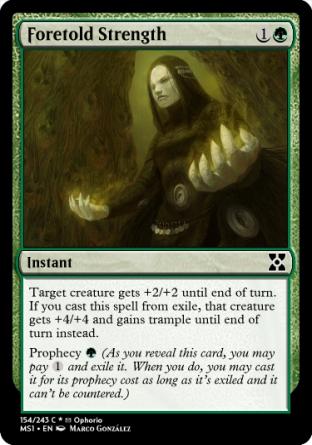 Foretold Strength 1
Instant
Target creature gets +2/+2 until end of turn.
If you cast this spell from exile, that creature
gets +4/+4 and gains trample until end of
turn instead.
Prophecy (As you reveal this card, you may
pay 1 and exile it. When you do, you may cast
it for its prophecy cost as long as it's exiled and it
can't be countered.)
154/243 C * Ophorio
MS1 • EN Marco González